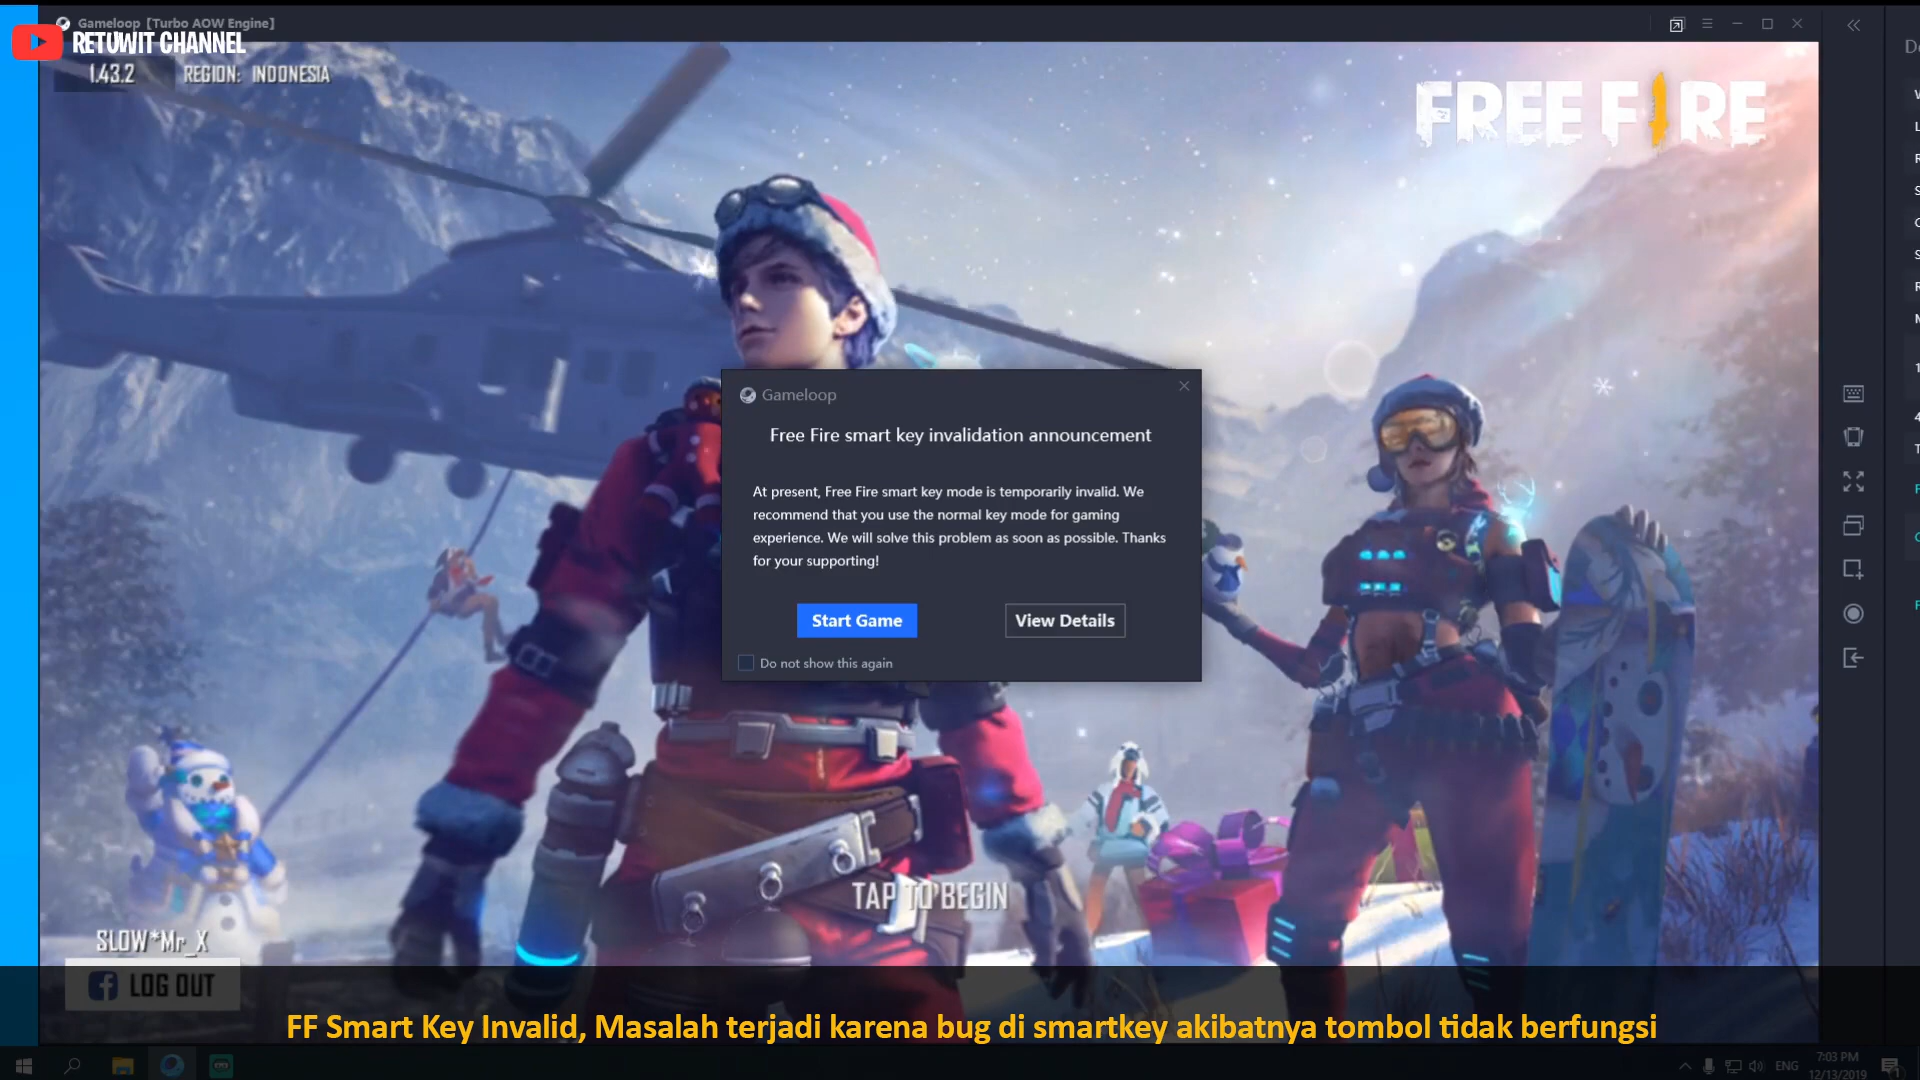 Gameloop [Turbo AOW Engine]
RETUWIT CHANNEL
1.43.2
REGION: INDONESIA
FREE FIRE
Gameloop
Free Fire smart key invalidation announcement
At present, Free Fire smart key mode is temporarily invalid. We
recommend that you use the normal key mode for gaming
experience. We will solve this problem as soon as possible. Thanks
for your supporting!
Start Game
View Details
Do not show this again
TAP TO BEGIN
SLOW*Mr_X
LOG OUT
FF Smart Key Invalid, Masalah terjadi karena bug di smartkey akibatnya tombol tidak berfungsi
ENG
7:03 PM
12/13/2019